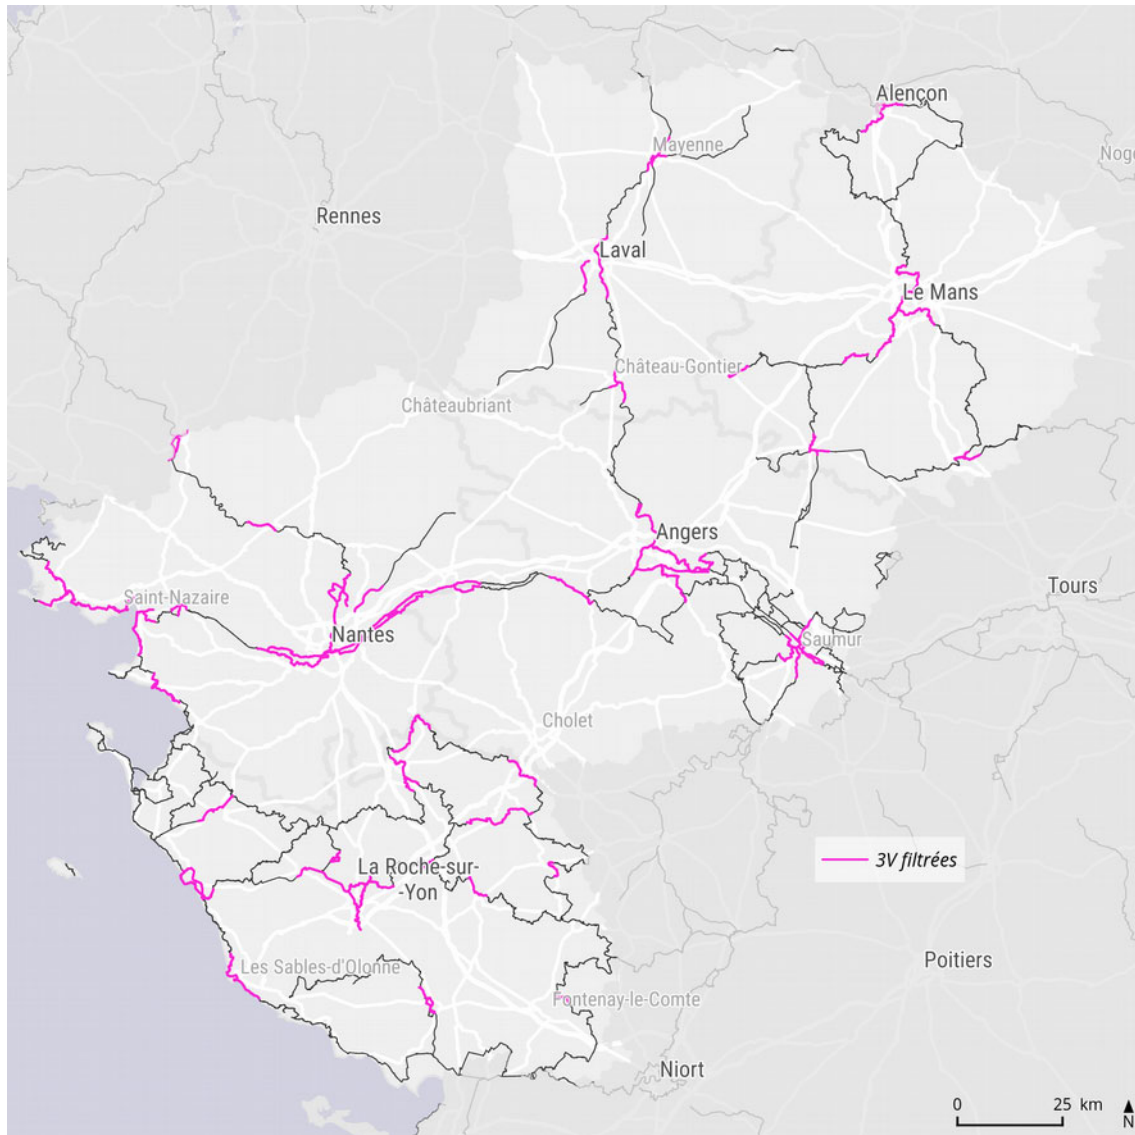 Alençon
Mayenne
Noge
Rennes
Laval
Le Mans
Château-Gontier
Châteaubriant
Angers
Tours
Saint-Nazaire
Nantes
Saumur
Cholet
3V filtrées
La Roche-sur-
-Yon
Les Sables-d'Olonne
Poitiers
Fontenay-le-Comte
Niort
0 25 km
N